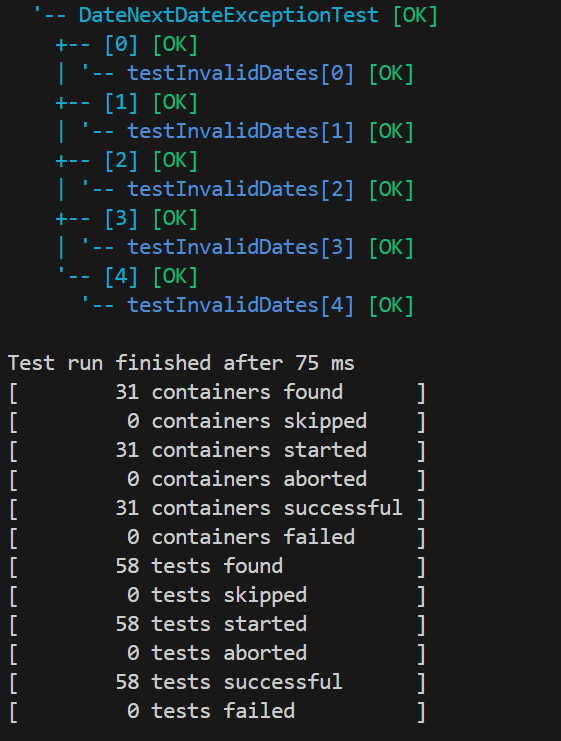 '-- DateNextDateExceptionTest [OK]
+-- [0] [OK]
| '-- testInvalidDates[0] [OK]
+-- [1] [OK]
| '-- testInvalidDates[1] [OK]
+-- [2] [OK]
| '-- testInvalidDates[2] [OK]
+-- [3] [OK]
| '-- testInvalidDates[3] [OK]
'-- [4] [OK]
'-- testInvalidDates[4] [OK]
Test run finished after 75 ms
[        31 containers found      ]
[         0 containers skipped    ]
[        31 containers started    ]
[         0 containers aborted    ]
[        31 containers successful ]
[         0 containers failed     ]
[        58 tests found           ]
[         0 tests skipped         ]
[        58 tests started         ]
[         0 tests aborted         ]
[        58 tests successful      ]
[         0 tests failed          ]